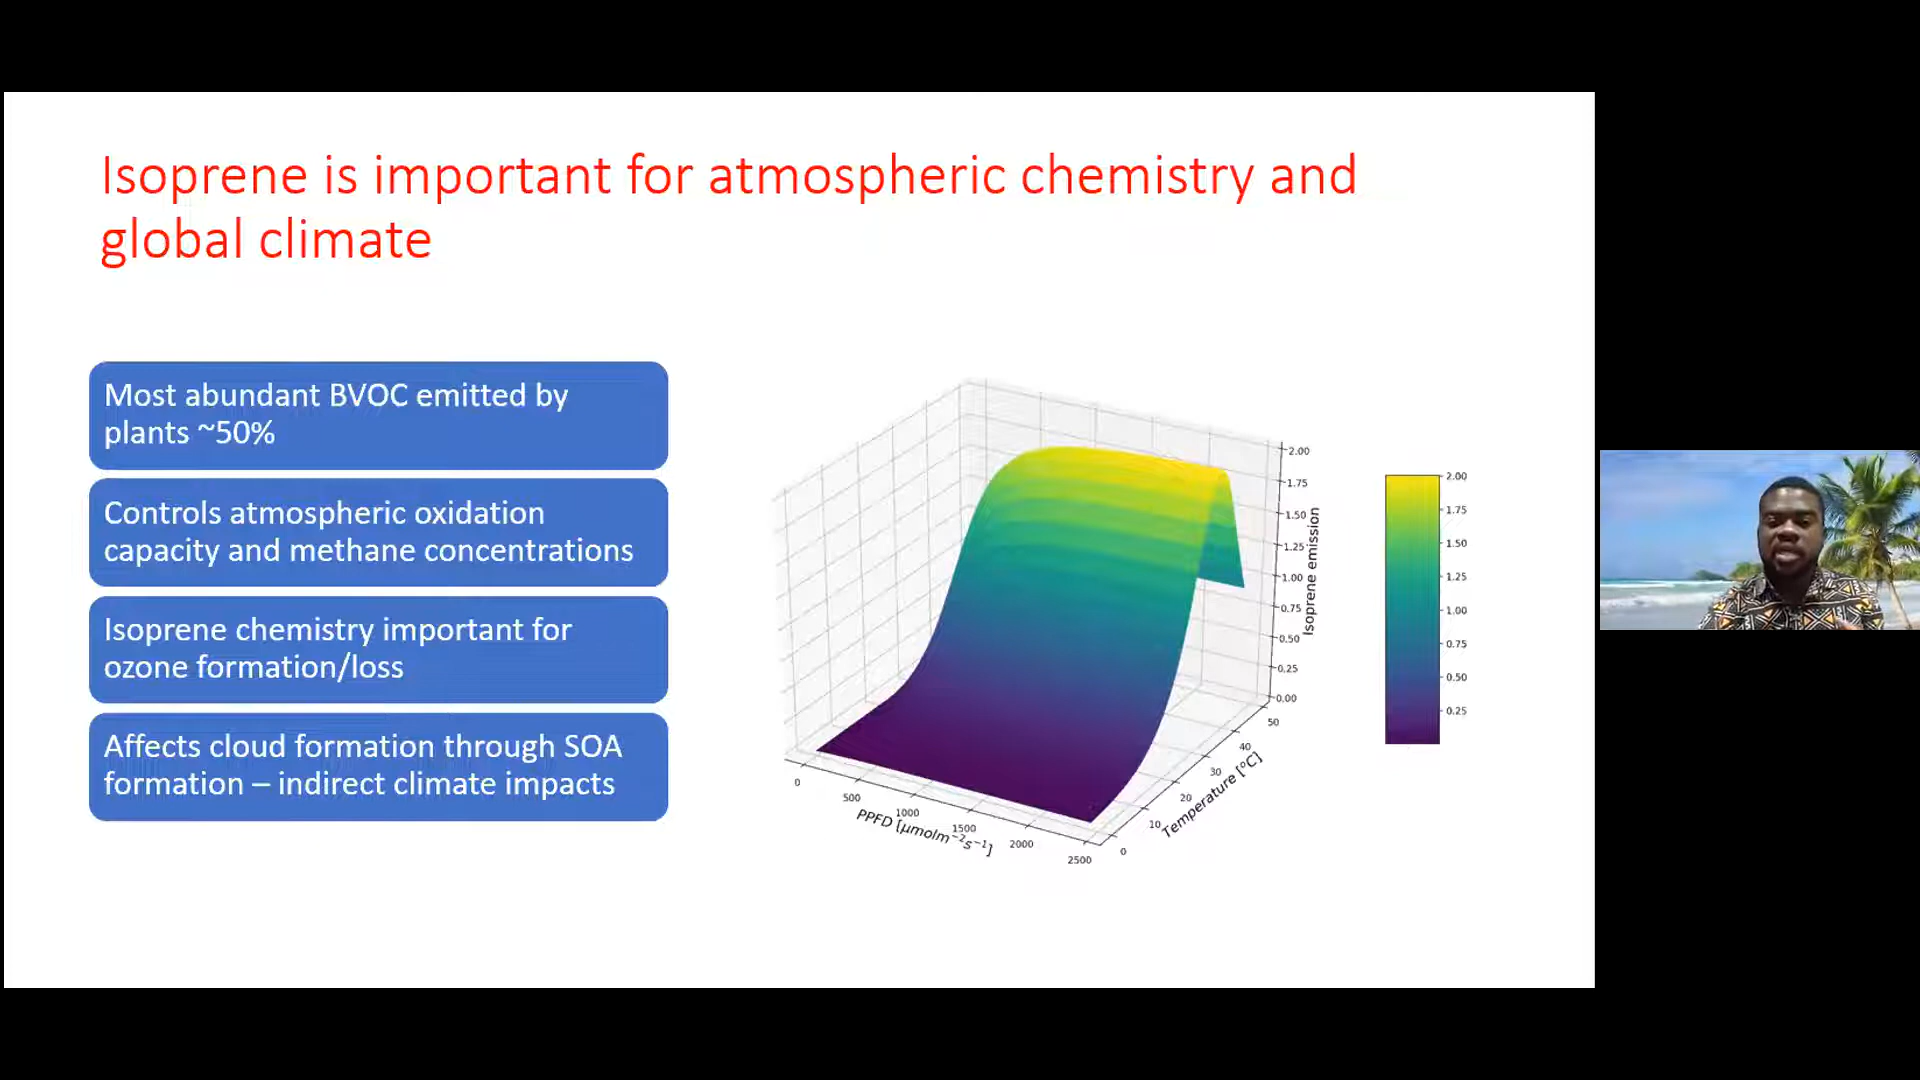 Isoprene is important for atmospheric chemistry and
global climate
Most abundant BVOC emitted by
plants ~50%
Controls atmospheric oxidation
capacity and methane concentrations
Isoprene chemistry important for
ozone formation/loss
Affects cloud formation through SOA
formation – indirect climate impacts
2.00
1.75
1.50
1.25
1.00
0.75
0.50
0.25
0.00
Isoprene emission
50
40
30
20
10
0
Temperature [°C]
0
500
1000
1500
2000
2500
PPFD [μmolm⁻²s⁻¹]
2.00
1.75
1.50
1.25
1.00
0.75
0.50
0.25